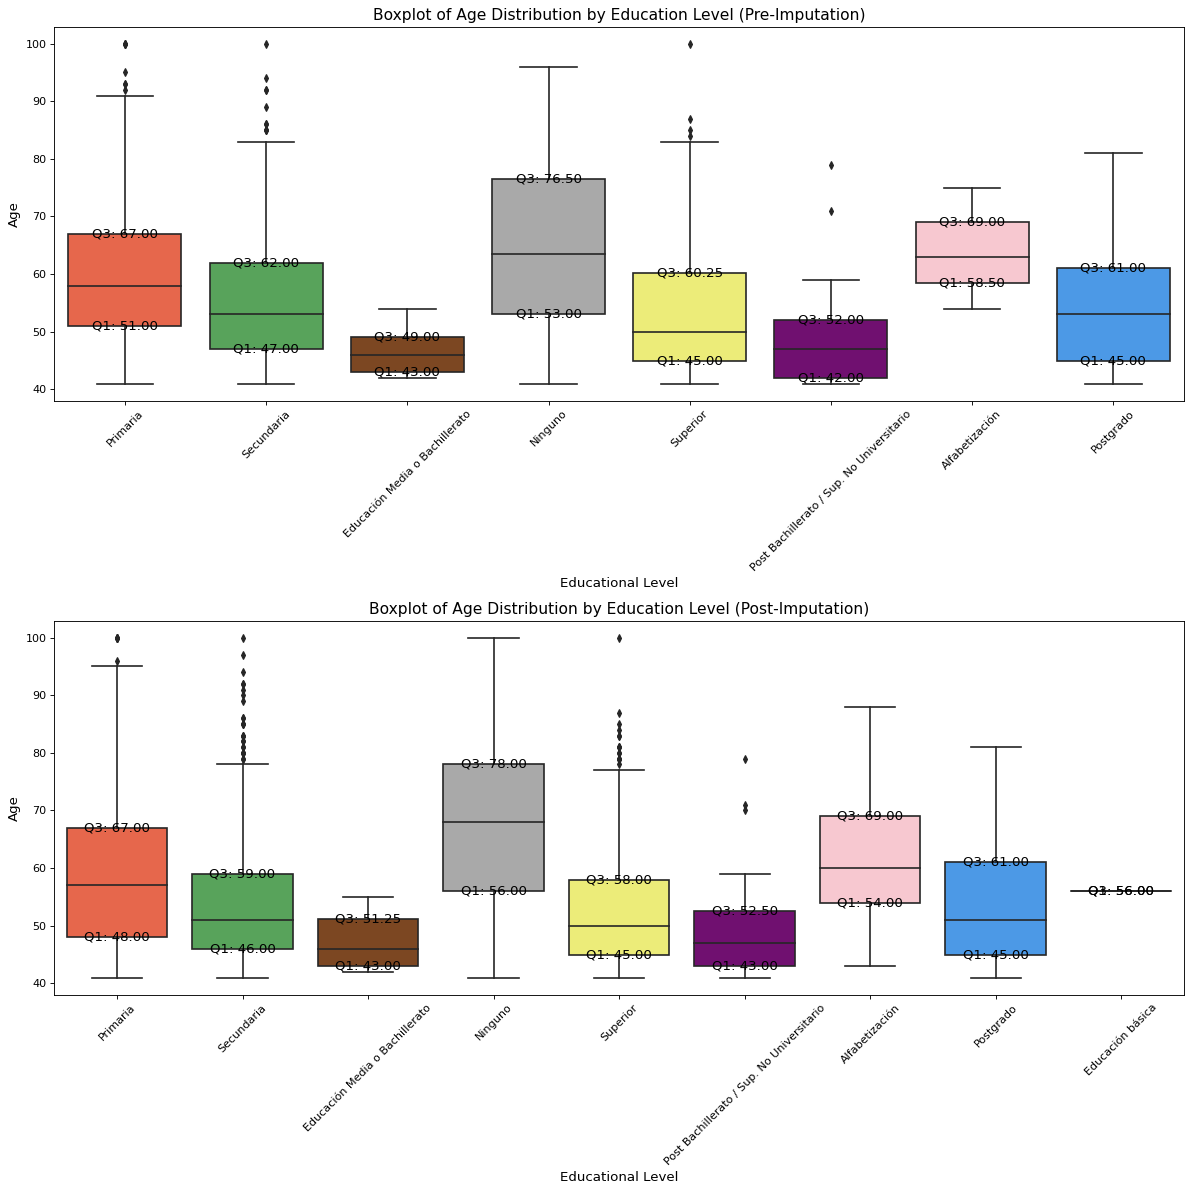 Boxplot of Age Distribution by Education Level (Pre-Imputation)
100
90
80
70
60
50
40
Age
Q3: 67.00
Q1: 51.00
Q3: 62.00
Q1: 47.00
Q3: 49.00
Q1: 43.00
Q3: 76.50
Q1: 53.00
Q3: 60.25
Q1: 45.00
Q3: 52.00
Q1: 42.00
Q3: 69.00
Q1: 58.50
Q3: 61.00
Q1: 45.00
Primaria
Secundaria
Educación Media o Bachillerato
Ninguno
Superior
Post Bachillerato / Sup. No Universitario
Alfabetización
Postgrado
Educational Level
Boxplot of Age Distribution by Education Level (Post-Imputation)
100
90
80
70
60
50
40
Age
Q3: 67.00
Q1: 48.00
Q3: 59.00
Q1: 46.00
Q3: 51.25
Q1: 43.00
Q3: 78.00
Q1: 56.00
Q3: 58.00
Q1: 45.00
Q3: 52.50
Q1: 43.00
Q3: 69.00
Q1: 54.00
Q3: 61.00
Q1: 45.00
Q3: 56.00
Primaria
Secundaria
Educación Media o Bachillerato
Ninguno
Superior
Post Bachillerato / Sup. No Universitario
Alfabetización
Postgrado
Educación básica
Educational Level